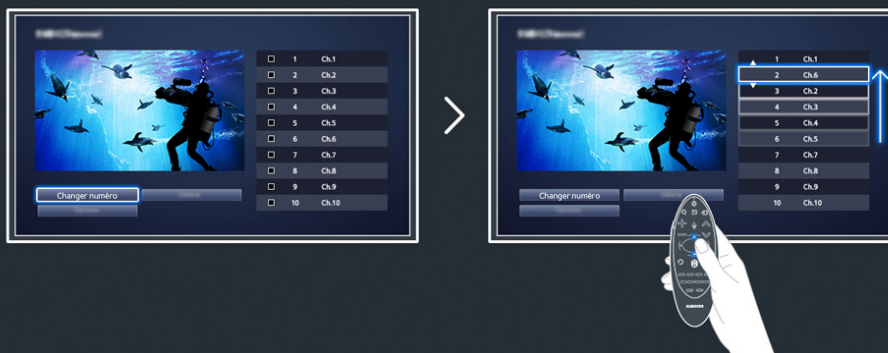 1 Ch.1
2 Ch.2
3 Ch.3
4 Ch.4
5 Ch.5
6 Ch.6
7 Ch.7
8 Ch.8
9 Ch.9
10 Ch.10
Changer numéro
1 Ch.1
2 Ch.6
3 Ch.2
4 Ch.3
5 Ch.4
6 Ch.5
7 Ch.7
8 Ch.8
9 Ch.9
10 Ch.10
Changer numéro